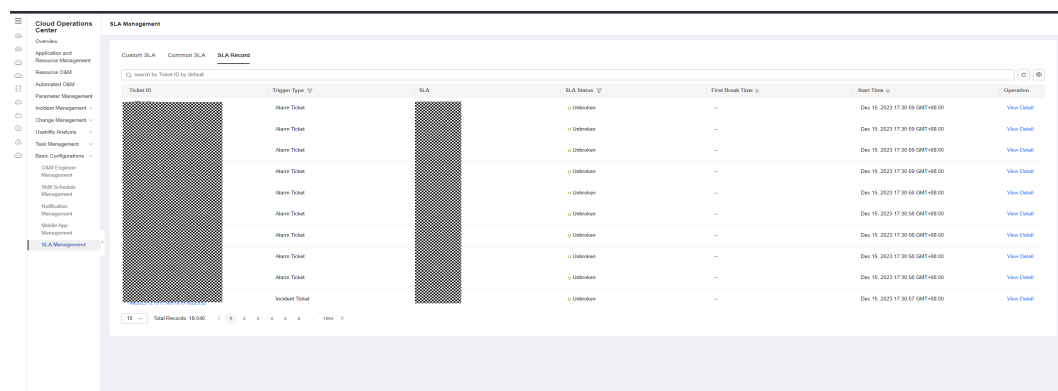 Cloud Operations
Center
SLA Management
Overview
Application and
Resource Management
Resource O&M
Automated O&M
Parameter Management
Incident Management
Change Management
Usability Analysis
Task Management
Basic Configurations
O&M Engineer
Management
Shift Schedule
Management
Notification
Management
Mobile App
Management
SLA Management
Custom SLA Common SLA SLA Record
search by Ticket ID by default
Ticket ID Trigger Type SLA SLA Status First Break Time Start Time Operation
Alarm Ticket Unbroken -- Dec 15, 2023 17:30:59 GMT+08:00 View Detail
Alarm Ticket Unbroken -- Dec 15, 2023 17:30:59 GMT+08:00 View Detail
Alarm Ticket Unbroken -- Dec 15, 2023 17:30:59 GMT+08:00 View Detail
Alarm Ticket Unbroken -- Dec 15, 2023 17:30:59 GMT+08:00 View Detail
Alarm Ticket Unbroken -- Dec 15, 2023 17:30:58 GMT+08:00 View Detail
Alarm Ticket Unbroken -- Dec 15, 2023 17:30:58 GMT+08:00 View Detail
Alarm Ticket Unbroken -- Dec 15, 2023 17:30:58 GMT+08:00 View Detail
Alarm Ticket Unbroken -- Dec 15, 2023 17:30:58 GMT+08:00 View Detail
Alarm Ticket Unbroken -- Dec 15, 2023 17:30:58 GMT+08:00 View Detail
Incident Ticket Unbroken -- Dec 15, 2023 17:30:57 GMT+08:00 View Detail
10 Total Records: 18,040 < 1 2 3 4 5 6 ... 1804 >